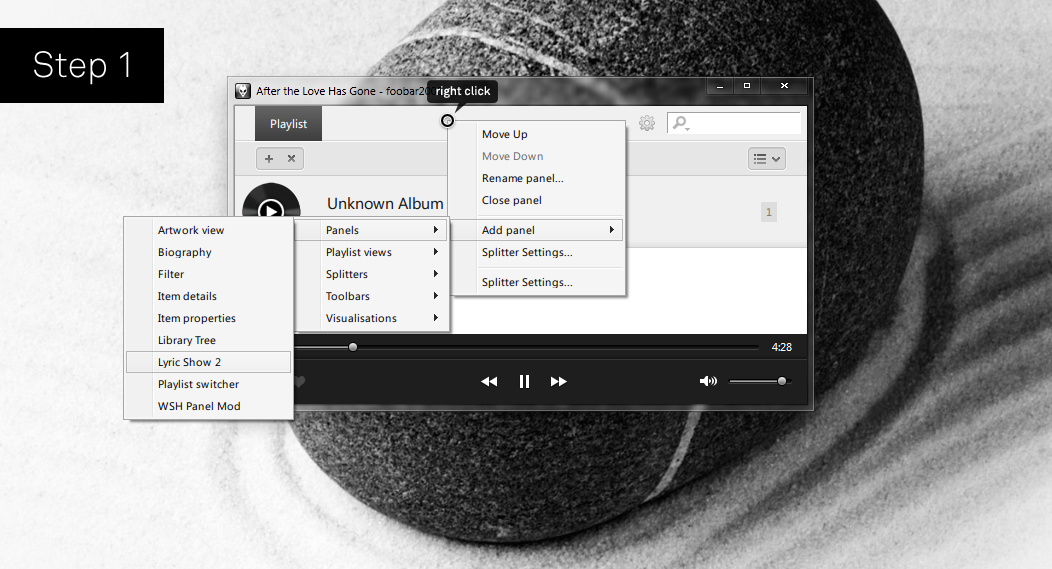 Step 1
After the Love Has Gone - foobar20
right click
Playlist
Move Up
Move Down
Rename panel...
Close panel
Add panel
Splitter Settings...
Splitter Settings...
Unknown Album
1
Panels
Playlist views
Splitters
Toolbars
Visualisations
Artwork view
Biography
Filter
Item details
Item properties
Library Tree
Lyric Show 2
Playlist switcher
WSH Panel Mod
4:28